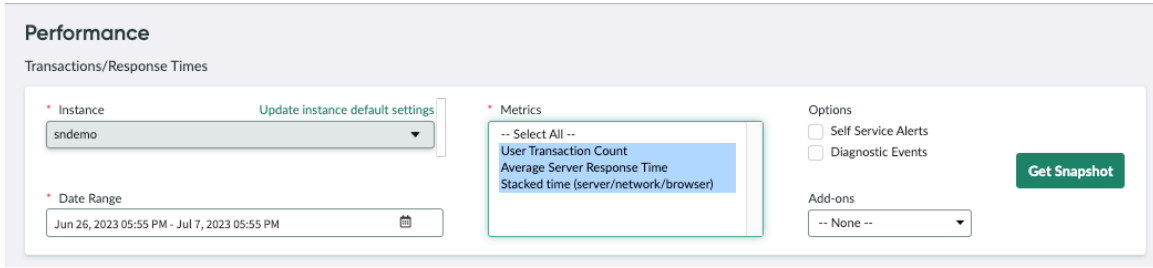 Performance
Transactions/Response Times
* Instance
Update instance default settings
sndemo
* Date Range
Jun 26, 2023 05:55 PM - Jul 7, 2023 05:55 PM
* Metrics
-- Select All --
User Transaction Count
Average Server Response Time
Stacked time (server/network/browser)
Options
Self Service Alerts
Diagnostic Events
Add-ons
-- None --
Get Snapshot